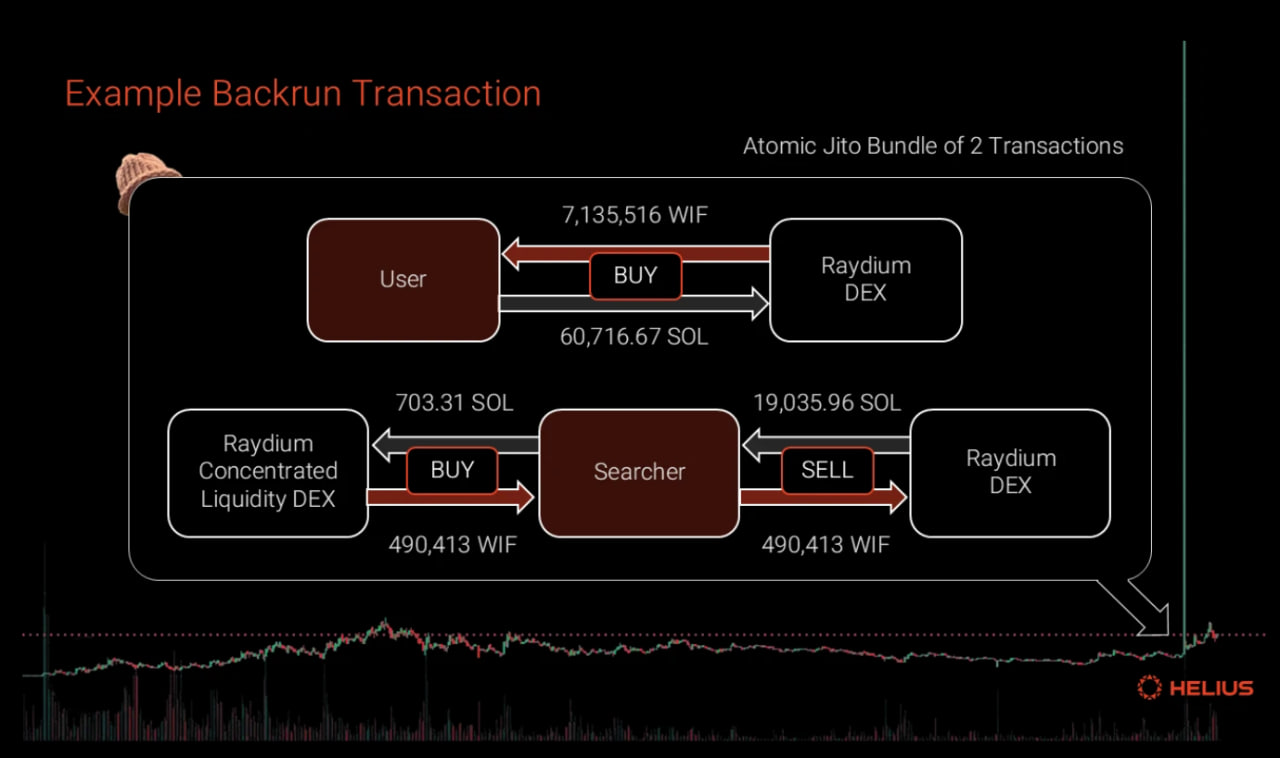 Example Backrun Transaction
Atomic Jito Bundle of 2 Transactions
7,135,516 WIF
User
BUY
Raydium
DEX
60,716.67 SOL
703.31 SOL
19,035.96 SOL
Raydium
Concentrated
Liquidity DEX
BUY
Searcher
SELL
Raydium
DEX
490,413 WIF
490,413 WIF
HELIUS